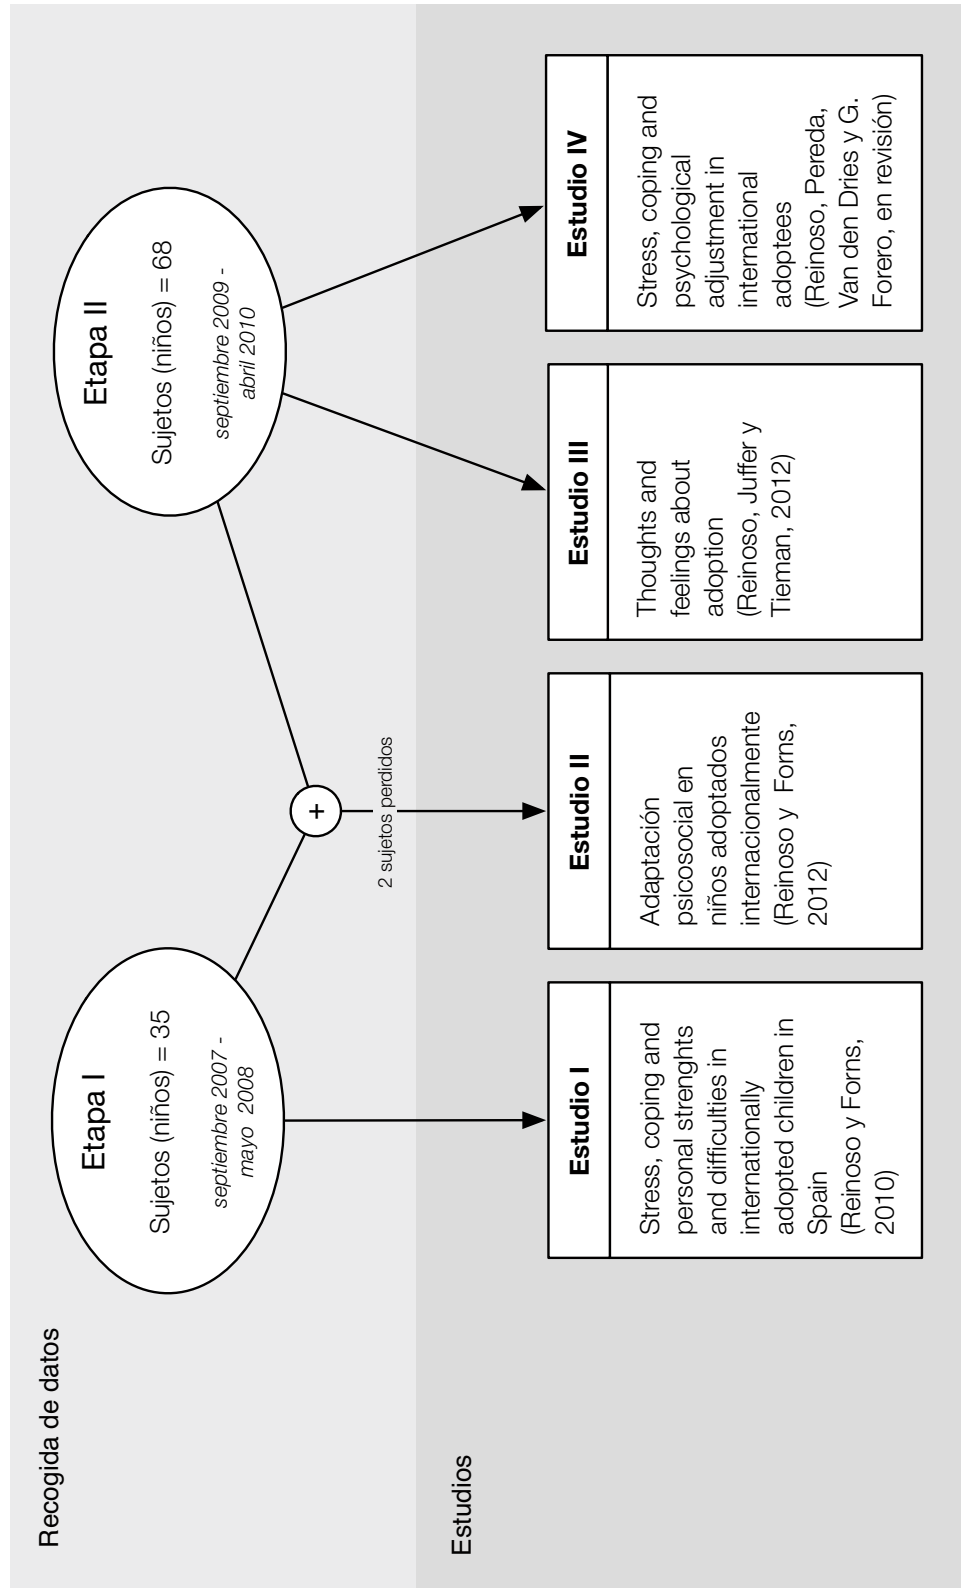 Recogida de datos
Etapa I
Sujetos (niños) = 35
septiembre 2007 -
mayo 2008
Etapa II
Sujetos (niños) = 68
septiembre 2009 -
abril 2010
+
2 sujetos perdidos
Estudios
Estudio I
Stress, coping and
personal strenghts
and difficulties in
internationally
adopted children in
Spain
(Reinoso y Forns,
2010)
Estudio II
Adaptación
psicosocial en
niños adoptados
internacionalmente
(Reinoso y Forns,
2012)
Estudio III
Thoughts and
feelings about
adoption
(Reinoso, Juffer y
Tieman, 2012)
Estudio IV
Stress, coping and
psychological
adjustment in
international
adoptees
(Reinoso, Pereda,
Van den Dries y G.
Forero, en revisión)